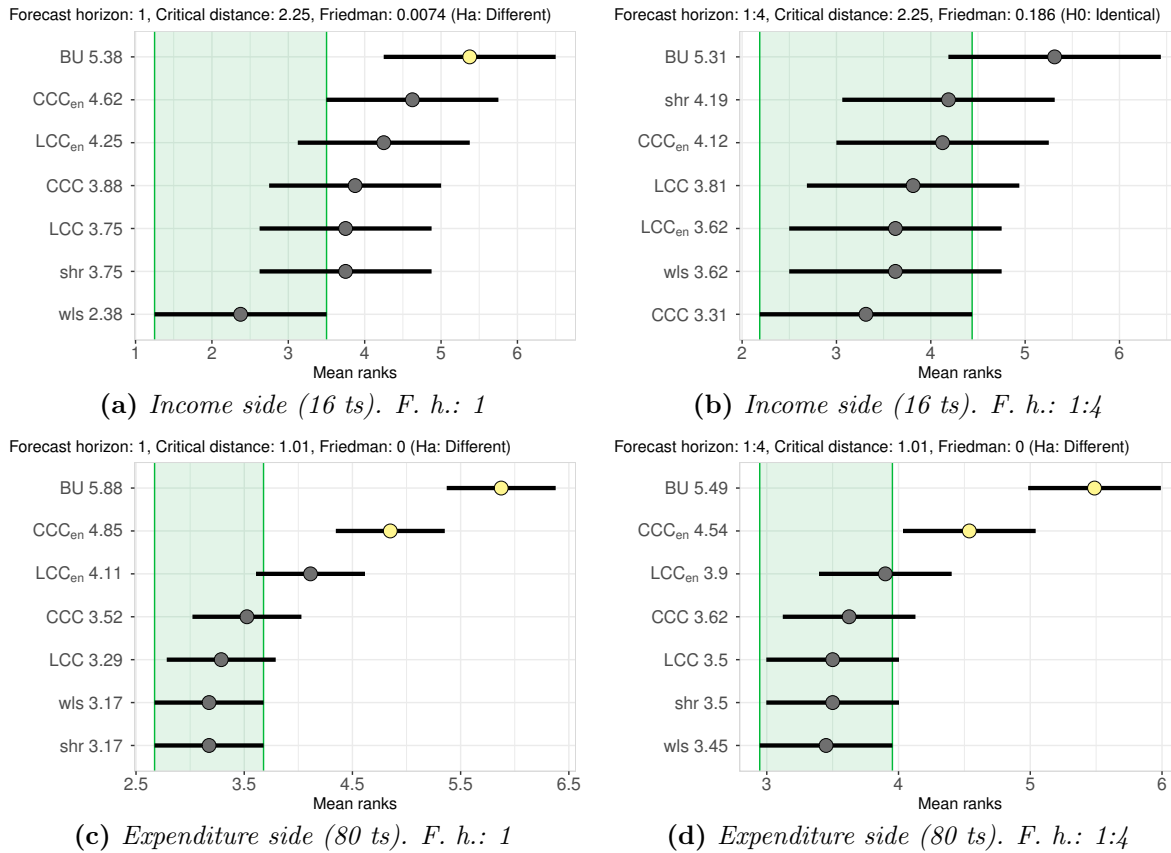 Forecast horizon: 1, Critical distance: 2.25, Friedman: 0.0074 (Ha: Different)
BU 5.38
CCCen 4.62
LCCen 4.25
CCC 3.88
LCC 3.75
shr 3.75
wls 2.38
1 2 3 4 5 6
Mean ranks
(a) Income side (16 ts). F. h.: 1
Forecast horizon: 1:4, Critical distance: 2.25, Friedman: 0.186 (H0: Identical)
BU 5.31
shr 4.19
CCCen 4.12
LCC 3.81
LCCen 3.62
wls 3.62
CCC 3.31
2 3 4 5 6
Mean ranks
(b) Income side (16 ts). F. h.: 1:4
Forecast horizon: 1, Critical distance: 1.01, Friedman: 0 (Ha: Different)
BU 5.88
CCCen 4.85
LCCen 4.11
CCC 3.52
LCC 3.29
wls 3.17
shr 3.17
2.5 3.5 4.5 5.5 6.5
Mean ranks
(c) Expenditure side (80 ts). F. h.: 1
Forecast horizon: 1:4, Critical distance: 1.01, Friedman: 0 (Ha: Different)
BU 5.49
CCCen 4.54
LCCen 3.9
CCC 3.62
LCC 3.5
shr 3.5
wls 3.45
3 4 5 6
Mean ranks
(d) Expenditure side (80 ts). F. h.: 1:4